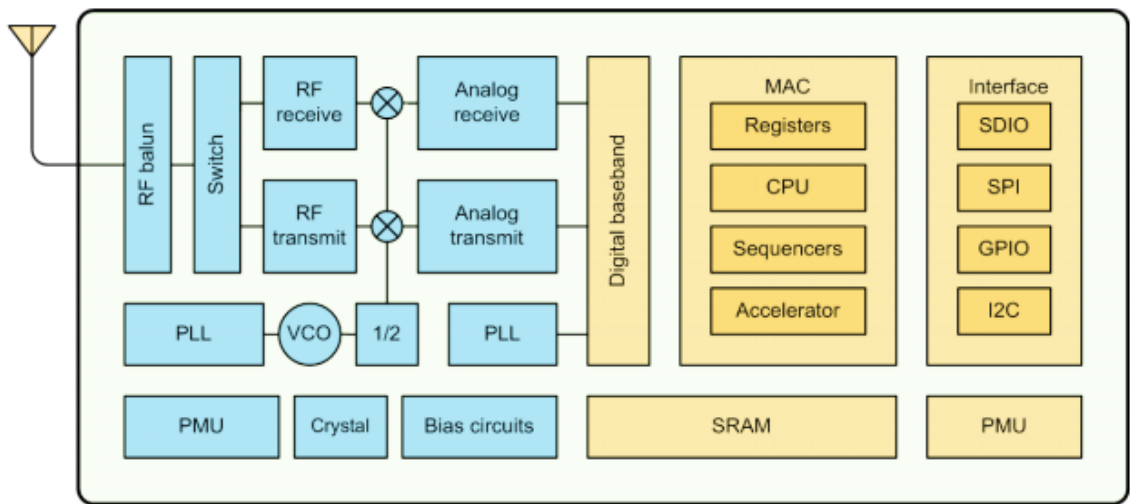 RF balun
Switch
RF
receive
Analog
receive
RF
transmit
Analog
transmit
PLL
VCO
1/2
PLL
Digital baseband
MAC
Registers
CPU
Sequencers
Accelerator
Interface
SDIO
SPI
GPIO
I2C
PMU
Crystal
Bias circuits
SRAM
PMU